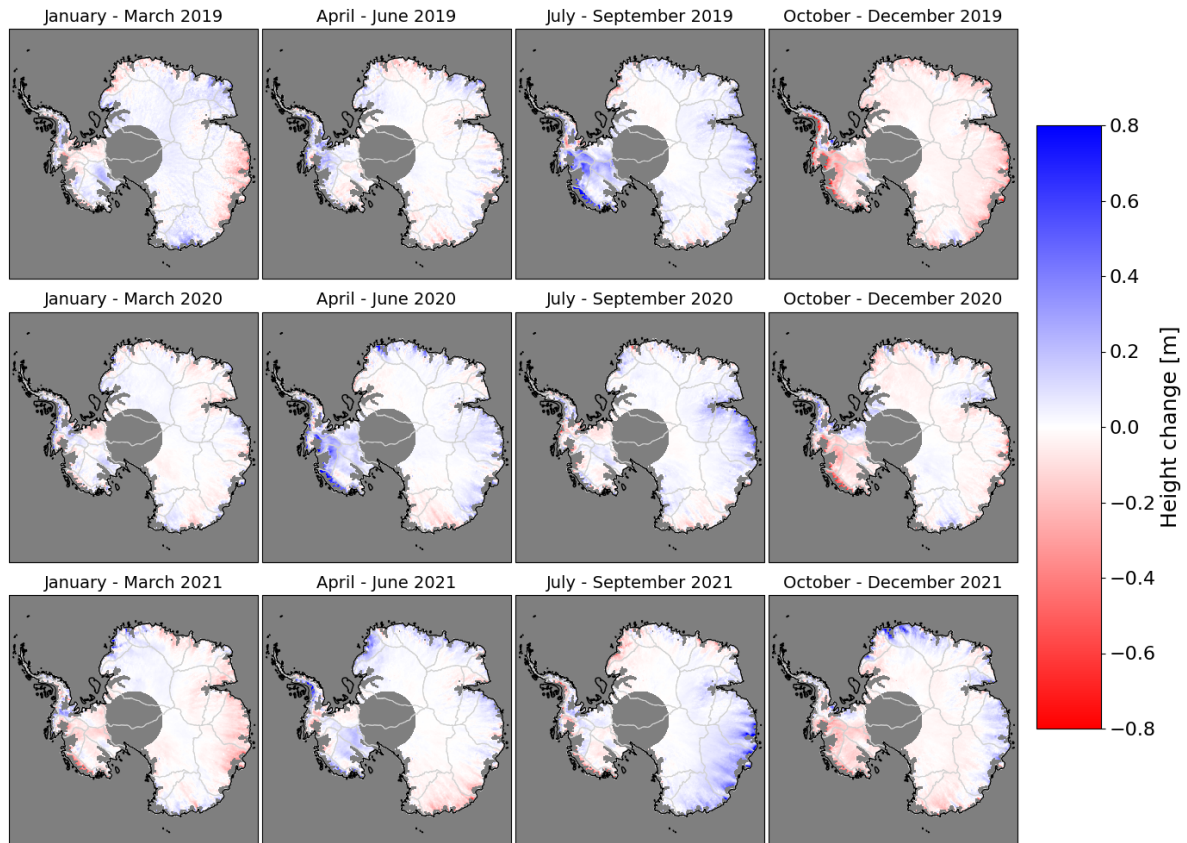 January - March 2019
April - June 2019
July - September 2019
October - December 2019
January - March 2020
April - June 2020
July - September 2020
October - December 2020
January - March 2021
April - June 2021
July - September 2021
October - December 2021
0.8
0.6
0.4
0.2
0.0
−0.2
−0.4
−0.6
−0.8
Height change [m]